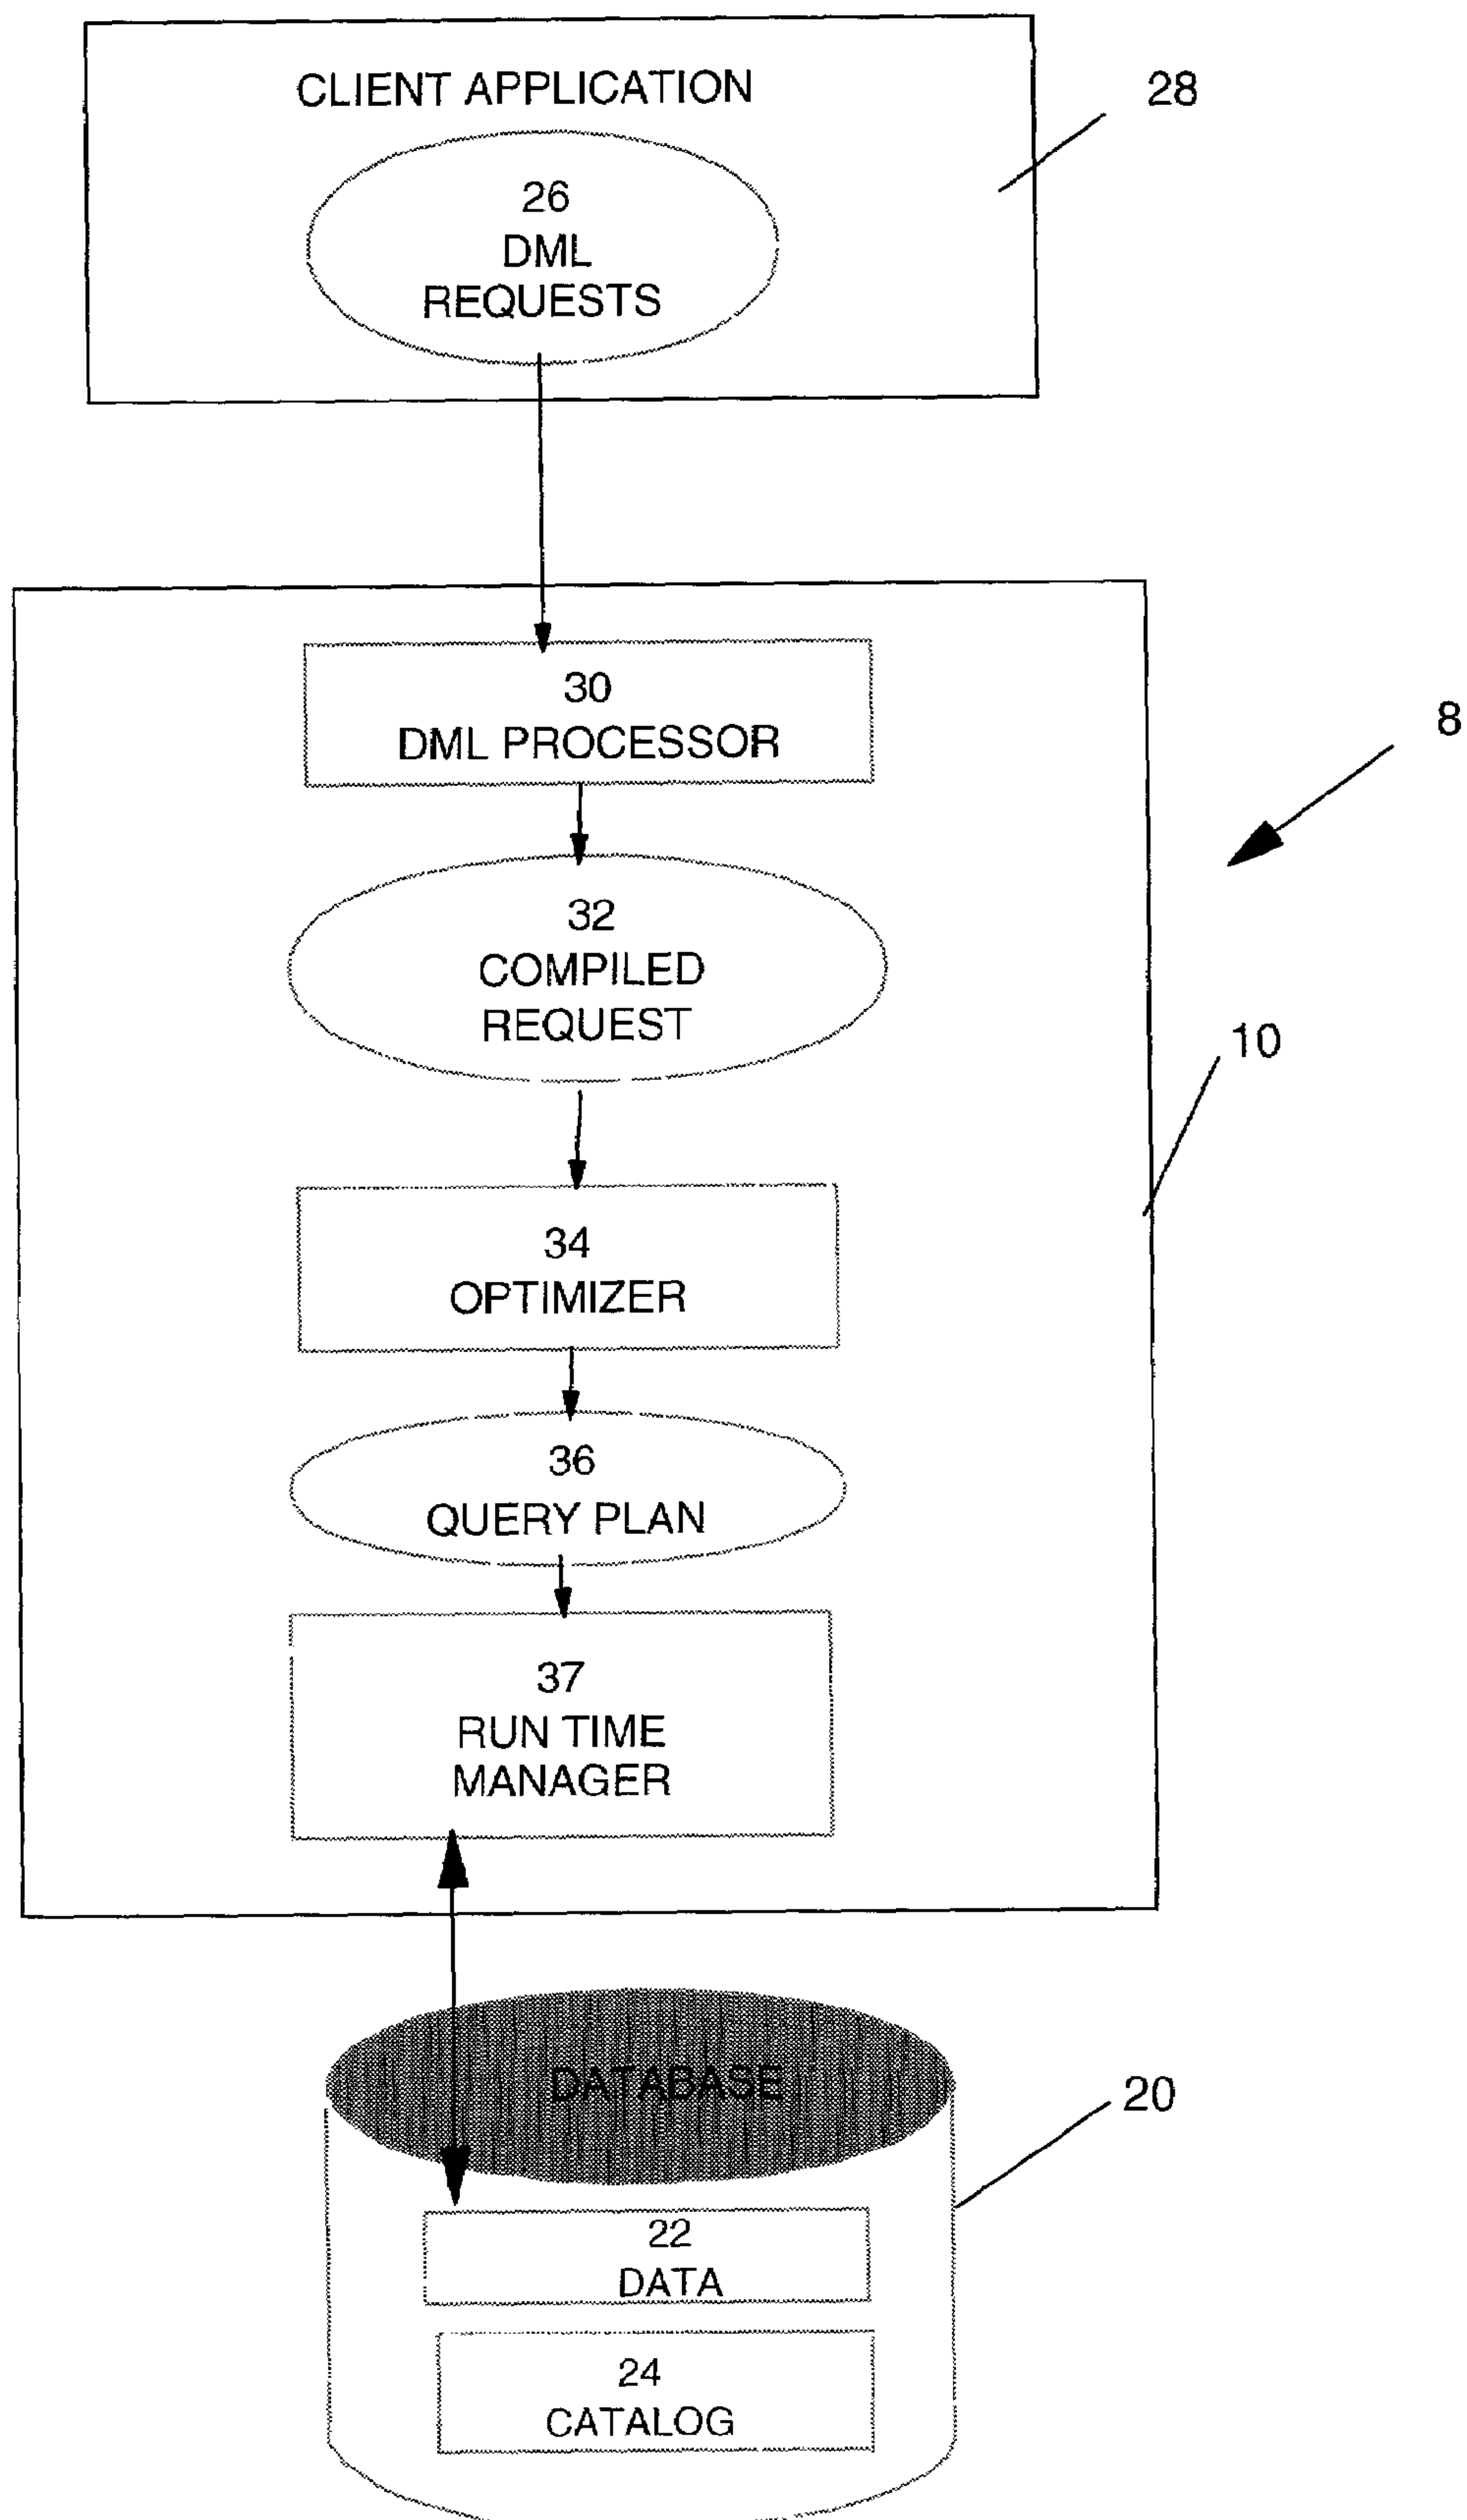 CLIENT APPLICATION
28
26
DML
REQUESTS
30
DML PROCESSOR
8
32
COMPILED
REQUEST
10
34
OPTIMIZER
36
QUERY PLAN
37
RUN TIME
MANAGER
DATABASE
20
22
DATA
24
CATALOG